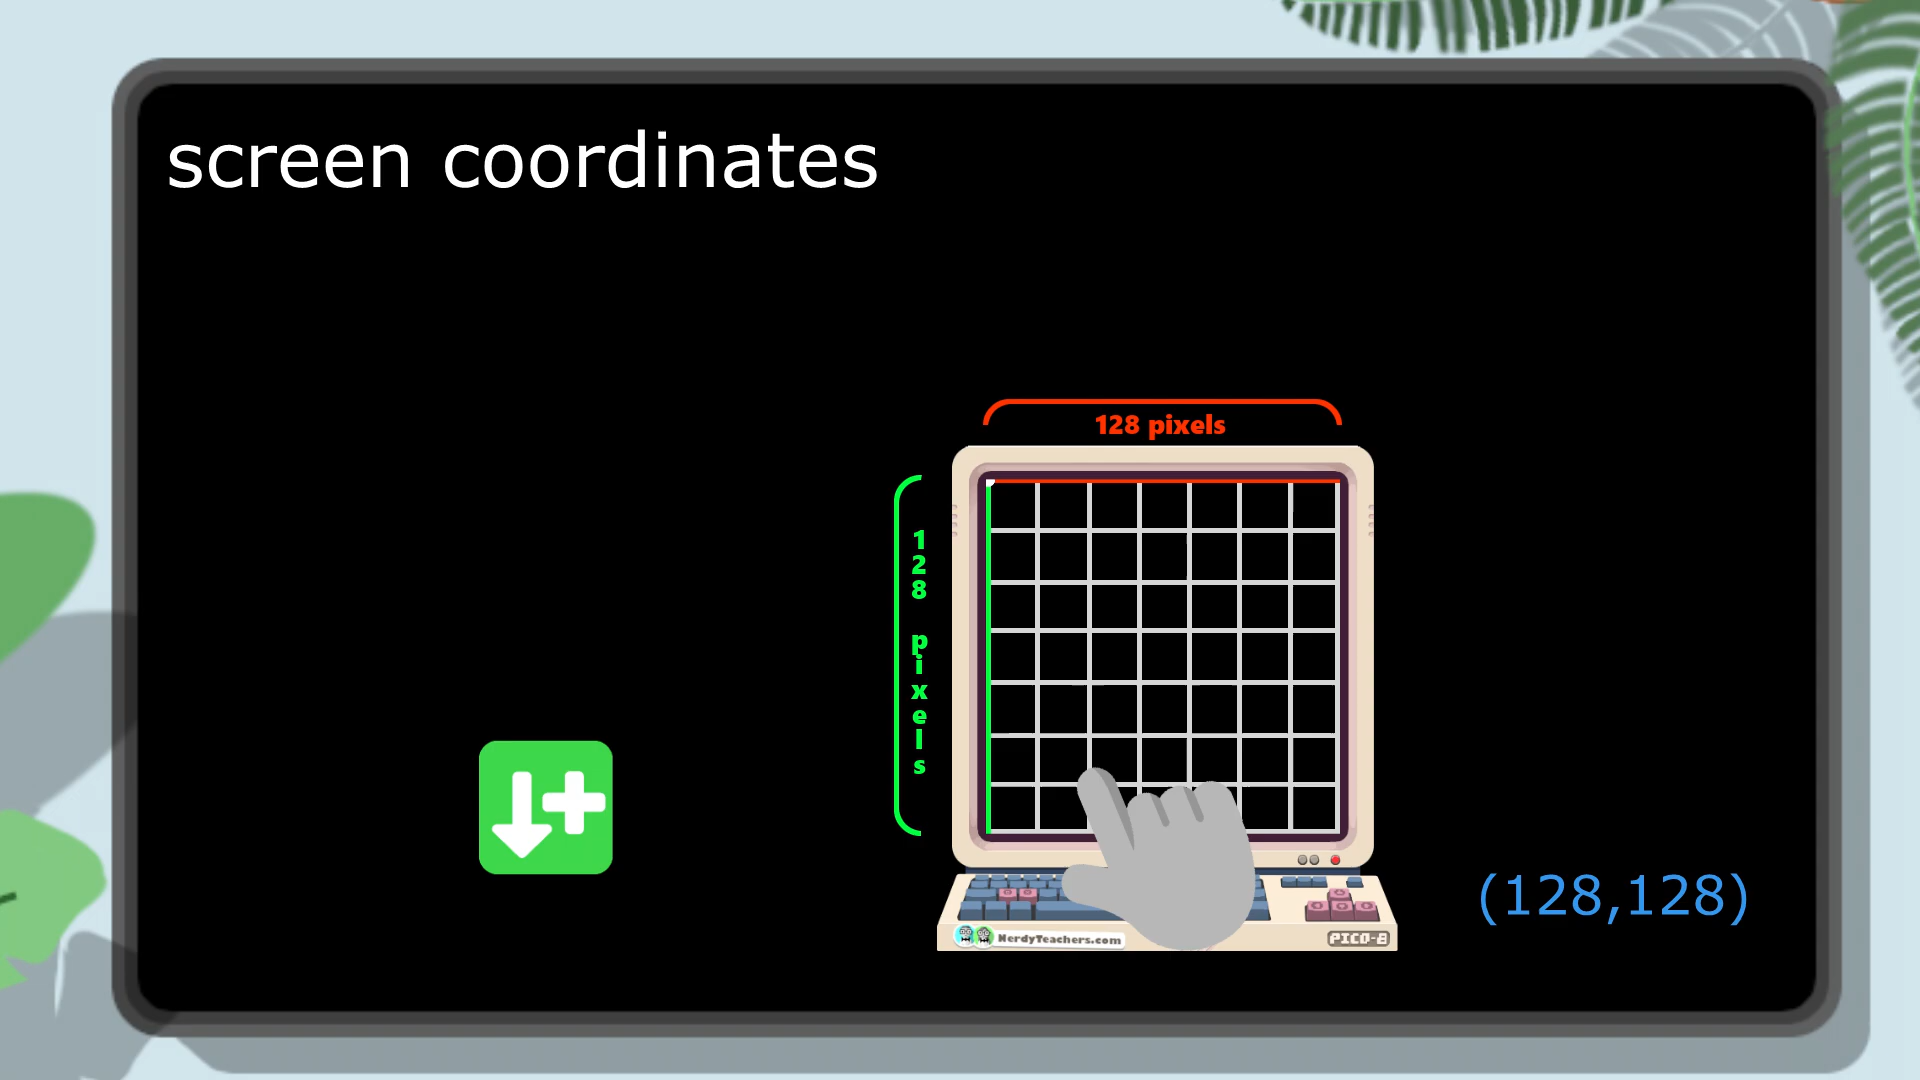 screen coordinates
128 pixels
128 pixels
(128,128)
NerdyTeachers.com
PICO-8